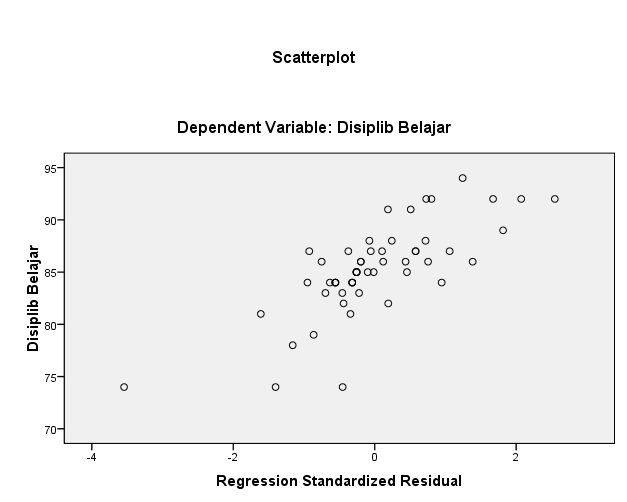 Scatterplot
Dependent Variable: Disiplib Belajar
95
90
85
80
75
70
Disiplib Belajar
-4
-2
0
2
Regression Standardized Residual